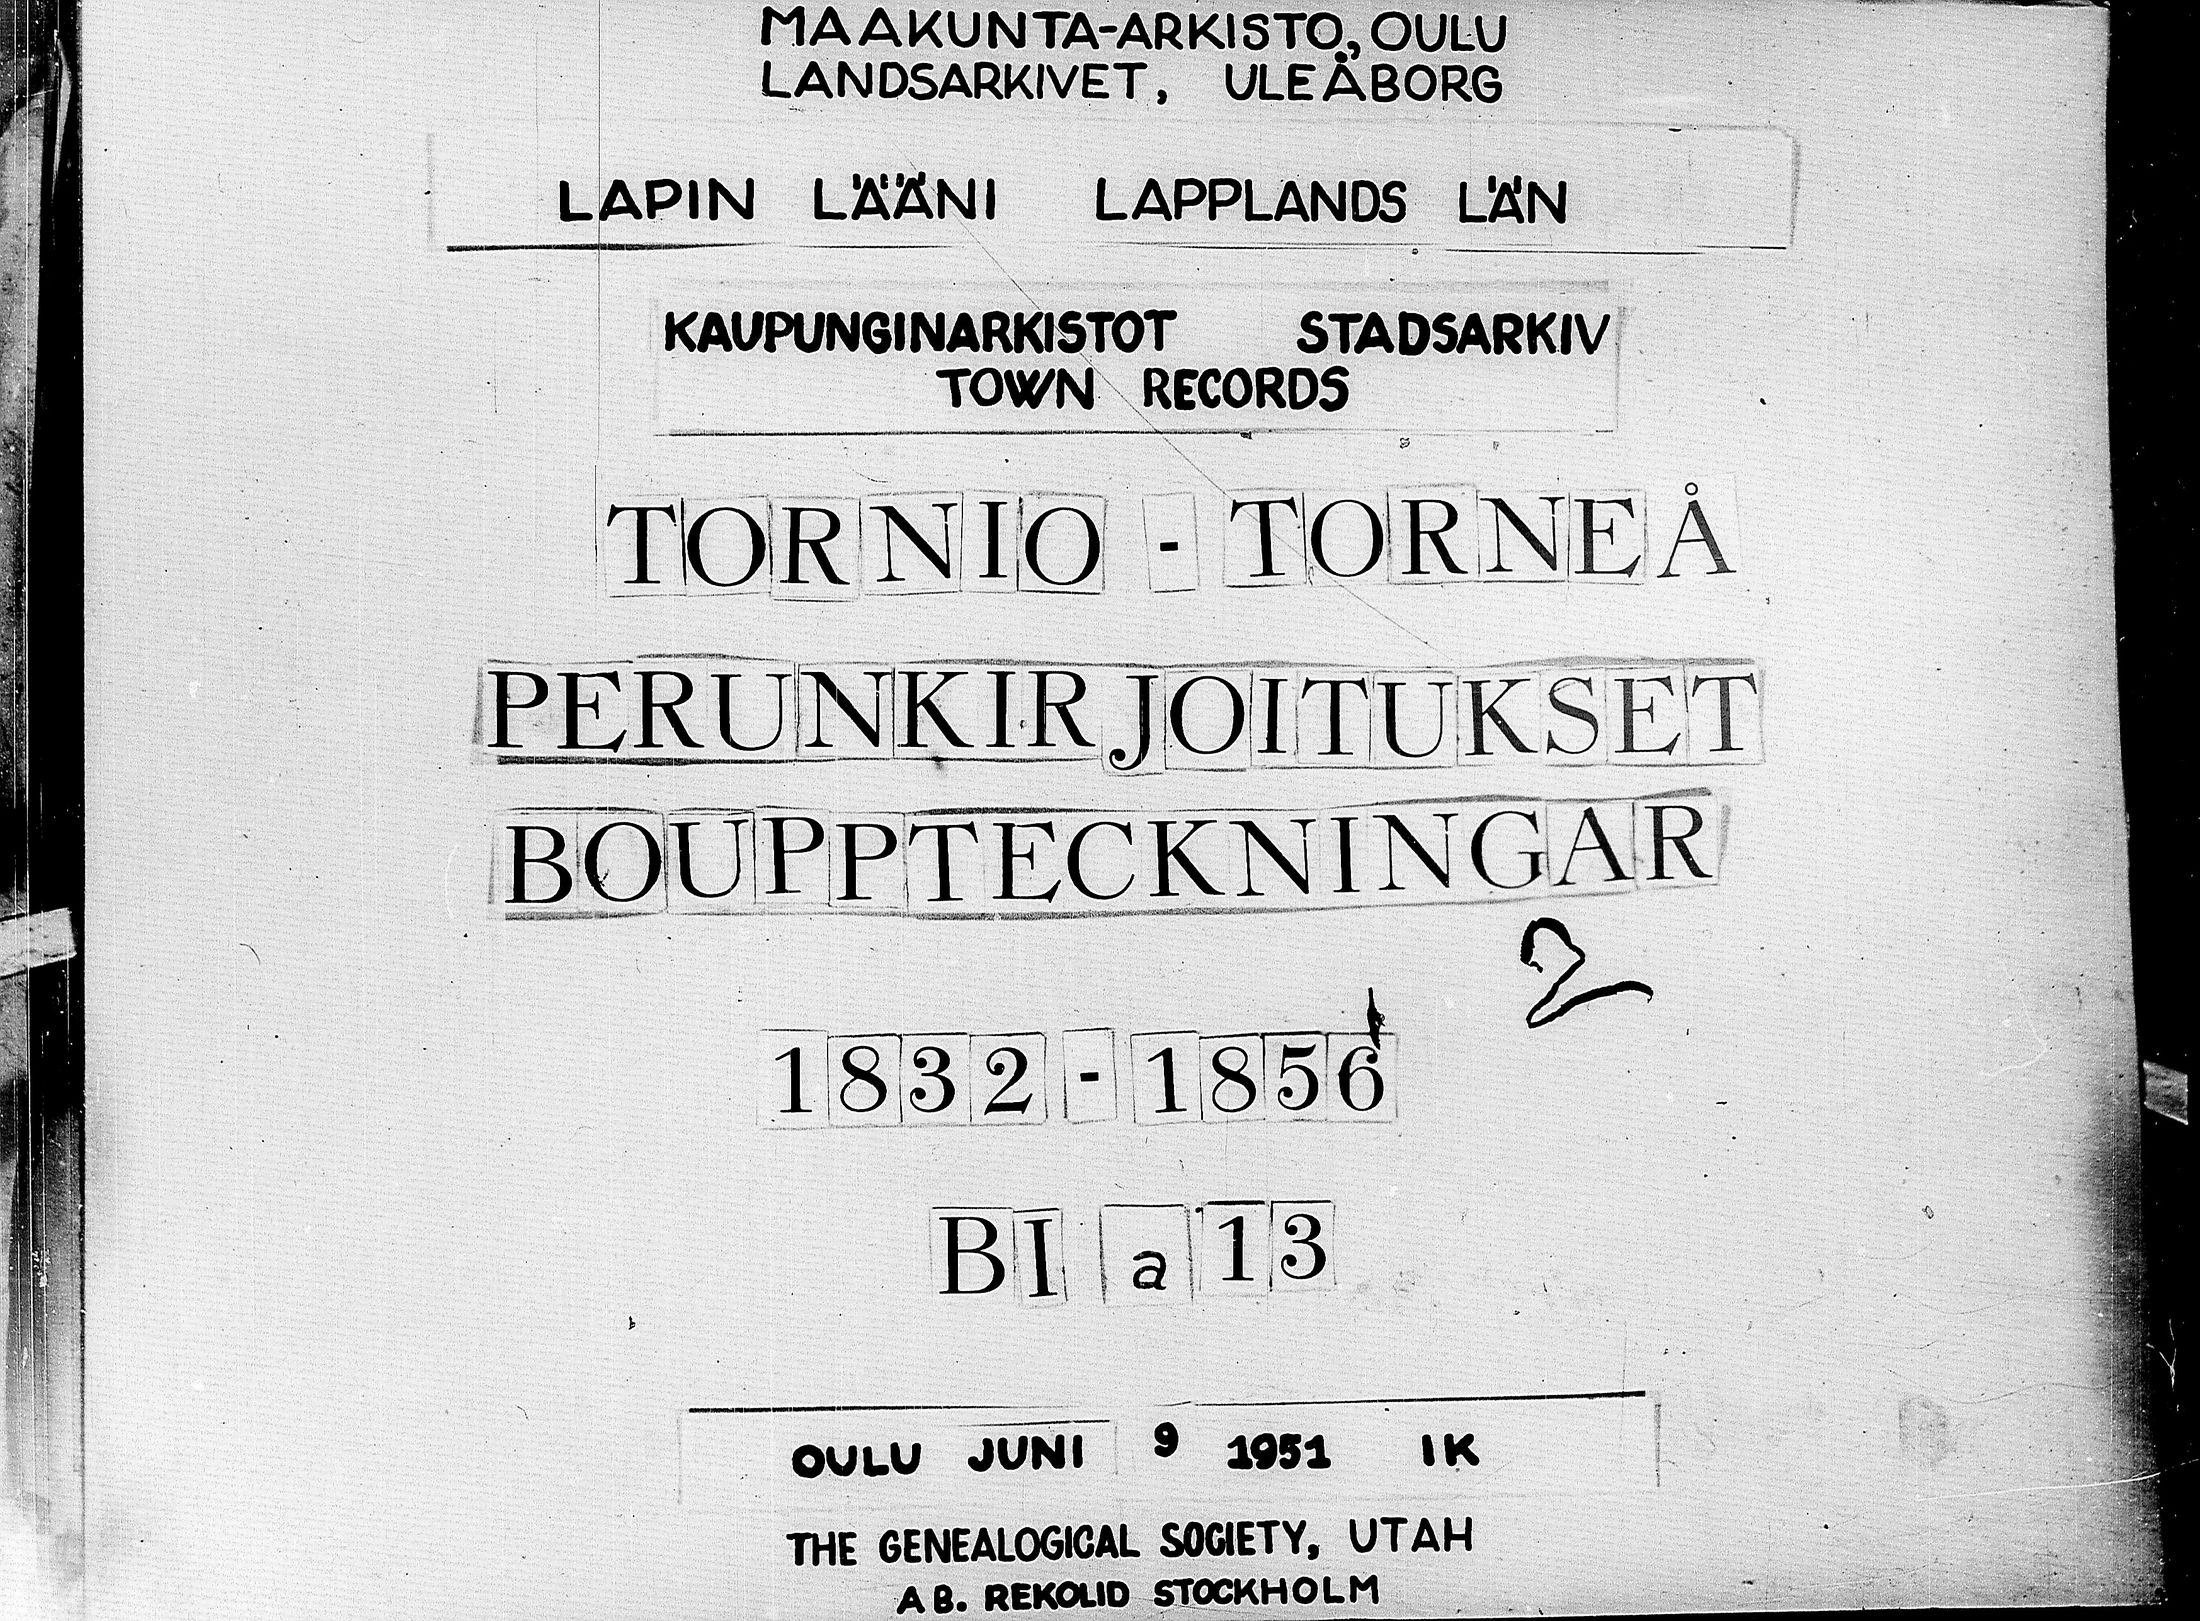 MAAKUNTA-ARKISTO, OULU
LANDSARKIVET, ULEÅBORG
LAPIN LÄÄNI LAPPLANDS LÄN
KAUPUNGINARKISTOT STADSARKIV
TOWN RECORDS
TORNIO - TORNEÅ
PERUNKIRJOITUKSET
BOUPPTECKNINGAR
2
1832 - 1856
BI a 13
OULU JUNI 9 1951 IK
THE GENEALOGICAL SOCIETY, UTAH
AB. REKOLID STOCKHOLM